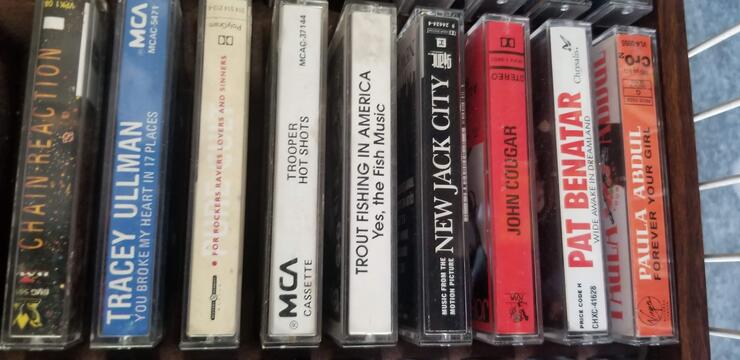 CHAIN REACTION
MCA
MCAC-5471
TRACEY ULLMAN
YOU BROKE MY HEART IN 17 PLACES
PolyGram
FOR ROCKERS RAVERS LOVERS AND SINNERS
MCAC-37144
TROOPER
HOT SHOTS
MCA
CASSETTE
TROUT FISHING IN AMERICA
Yes, the Fish Music
NEW JACK CITY
MUSIC FROM THE
MOTION PICTURE
STEREO
JOHN COUGAR
Chrysalis
PAT BENATAR
WIDE AWAKE IN DREAMLAND
PRICE CODE H
CHXC-41628
PAULA ABDUL
FOREVER YOUR GIRL
Virgin